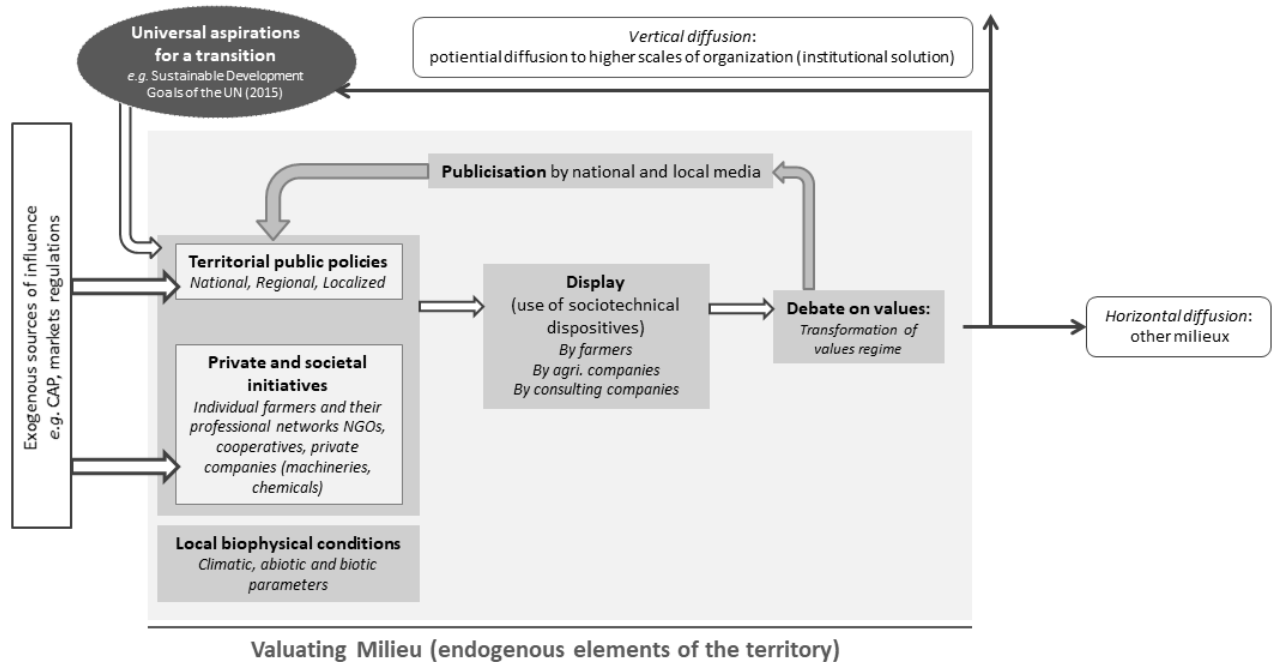 Universal aspirations
for a transition
e.g. Sustainable Development
Goals of the UN (2015)
Vertical diffusion:
potiential diffusion to higher scales of organization (institutional solution)
Exogenous sources of influence
e.g. CAP, markets regulations
Publicisation by national and local media
Territorial public policies
National, Regional, Localized
Private and societal
initiatives
Individual farmers and their
professional networks NGOs,
cooperatives, private
companies (machineries,
chemicals)
Local biophysical conditions
Climatic, abiotic and biotic
parameters
Display
(use of sociotechnical
dispositives)
By farmers
By agri. companies
By consulting companies
Debate on values:
Transformation of
values regime
Horizontal diffusion:
other milieux
Valuating Milieu (endogenous elements of the territory)